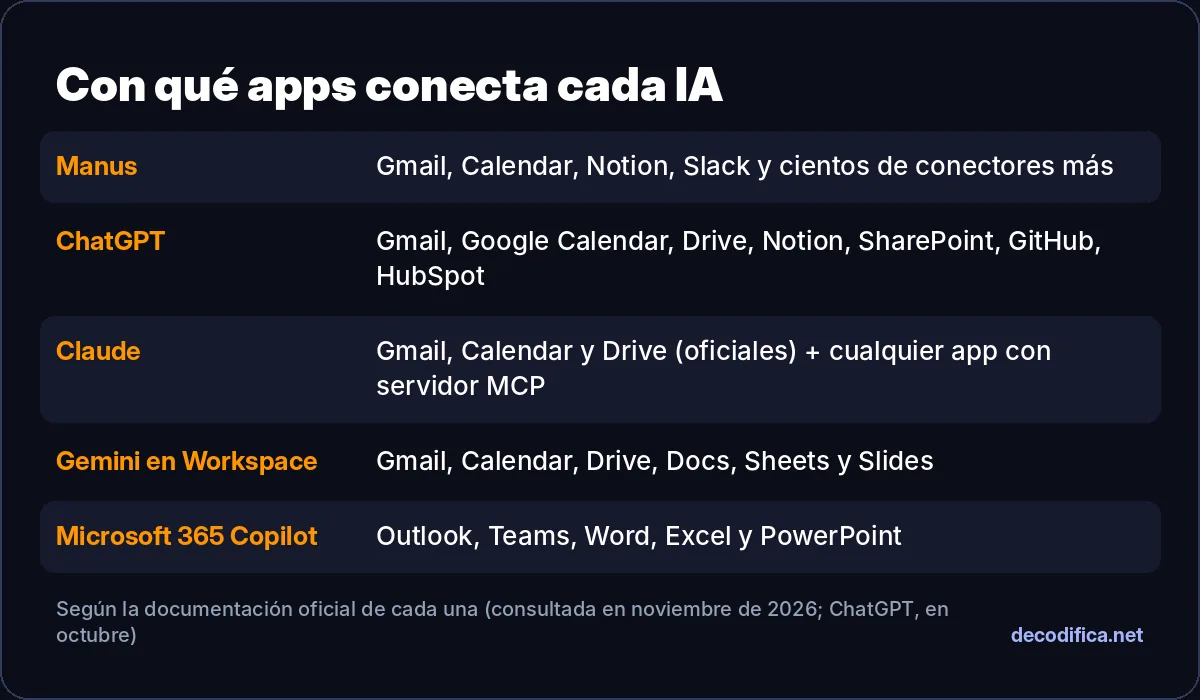 Con qué apps conecta cada IA
Manus
Gmail, Calendar, Notion, Slack y cientos de conectores más
ChatGPT
Gmail, Google Calendar, Drive, Notion, SharePoint, GitHub,
HubSpot
Claude
Gmail, Calendar y Drive (oficiales) + cualquier app con
servidor MCP
Gemini en Workspace
Gmail, Calendar, Drive, Docs, Sheets y Slides
Microsoft 365 Copilot
Outlook, Teams, Word, Excel y PowerPoint
Según la documentación oficial de cada una (consultada en noviembre de 2026; ChatGPT, en
octubre)
decodifica.net